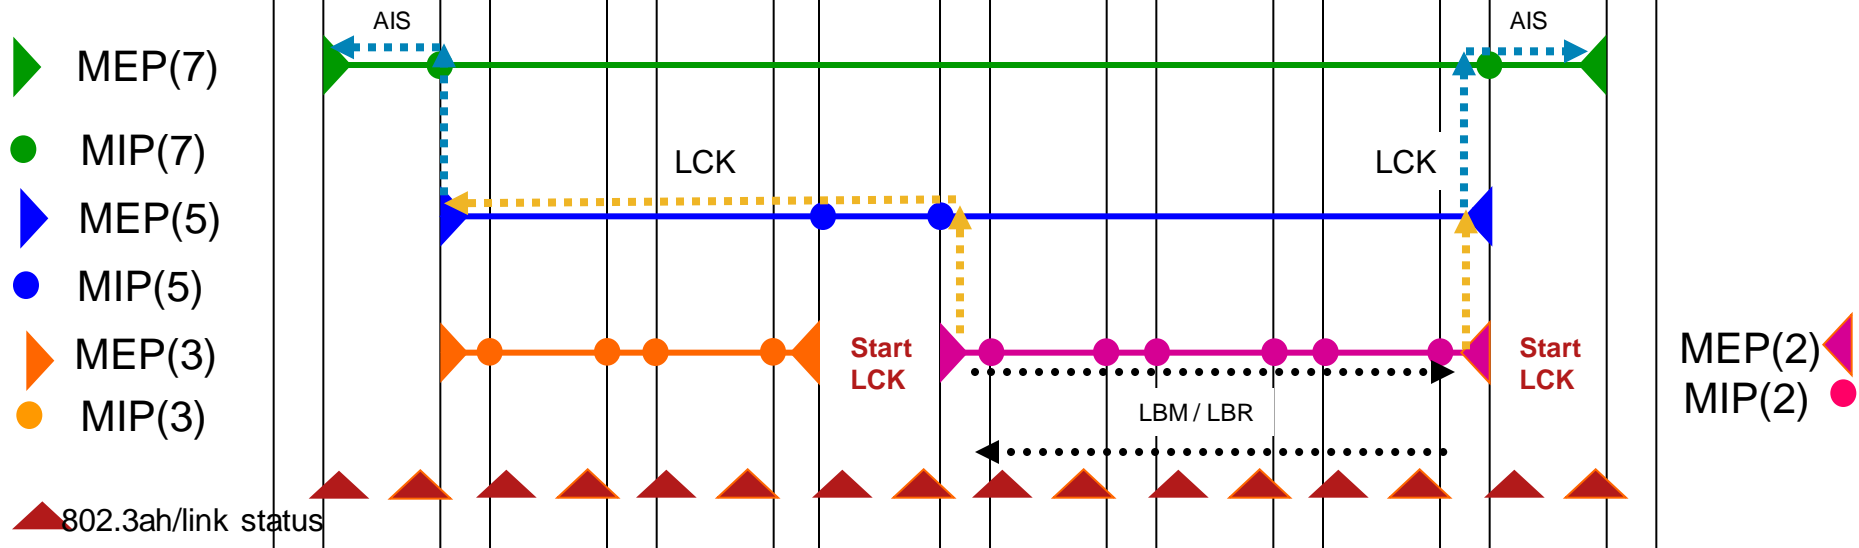 AIS
AIS
MEP(7)
MIP(7)
LCK
LCK
MEP(5)
MIP(5)
MEP(3)
Start
LCK
Start
LCK
MEP(2)
MIP(2)
MIP(3)
LBM / LBR
802.3ah/link status